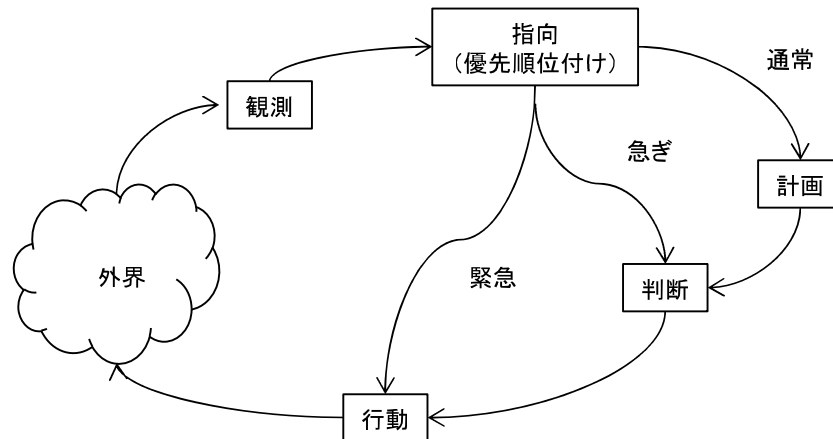 指向
(優先順位付け)
通常
観測
急ぎ
計画
外界
緊急
判断
行動